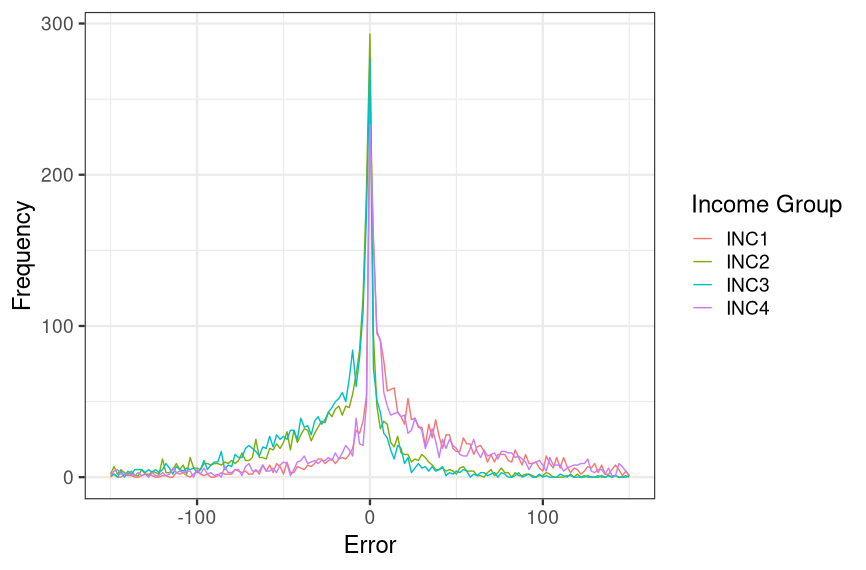 300
200
100
0
Frequency
-100
0
100
Error
Income Group
INC1
INC2
INC3
INC4